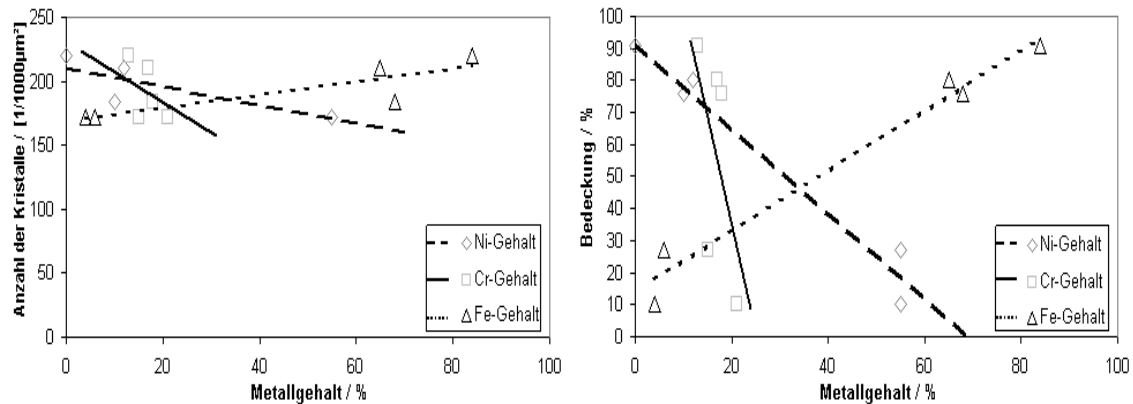 Anzahl der Kristalle / [1/1000µm²]
250
200
150
100
50
0
Ni-Gehalt
Cr-Gehalt
Fe-Gehalt
0 20 40 60 80 100
Metallgehalt / %
Bedeckung / %
100
90
80
70
60
50
40
30
20
10
0
Ni-Gehalt
Cr-Gehalt
Fe-Gehalt
0 20 40 60 80 100
Metallgehalt / %